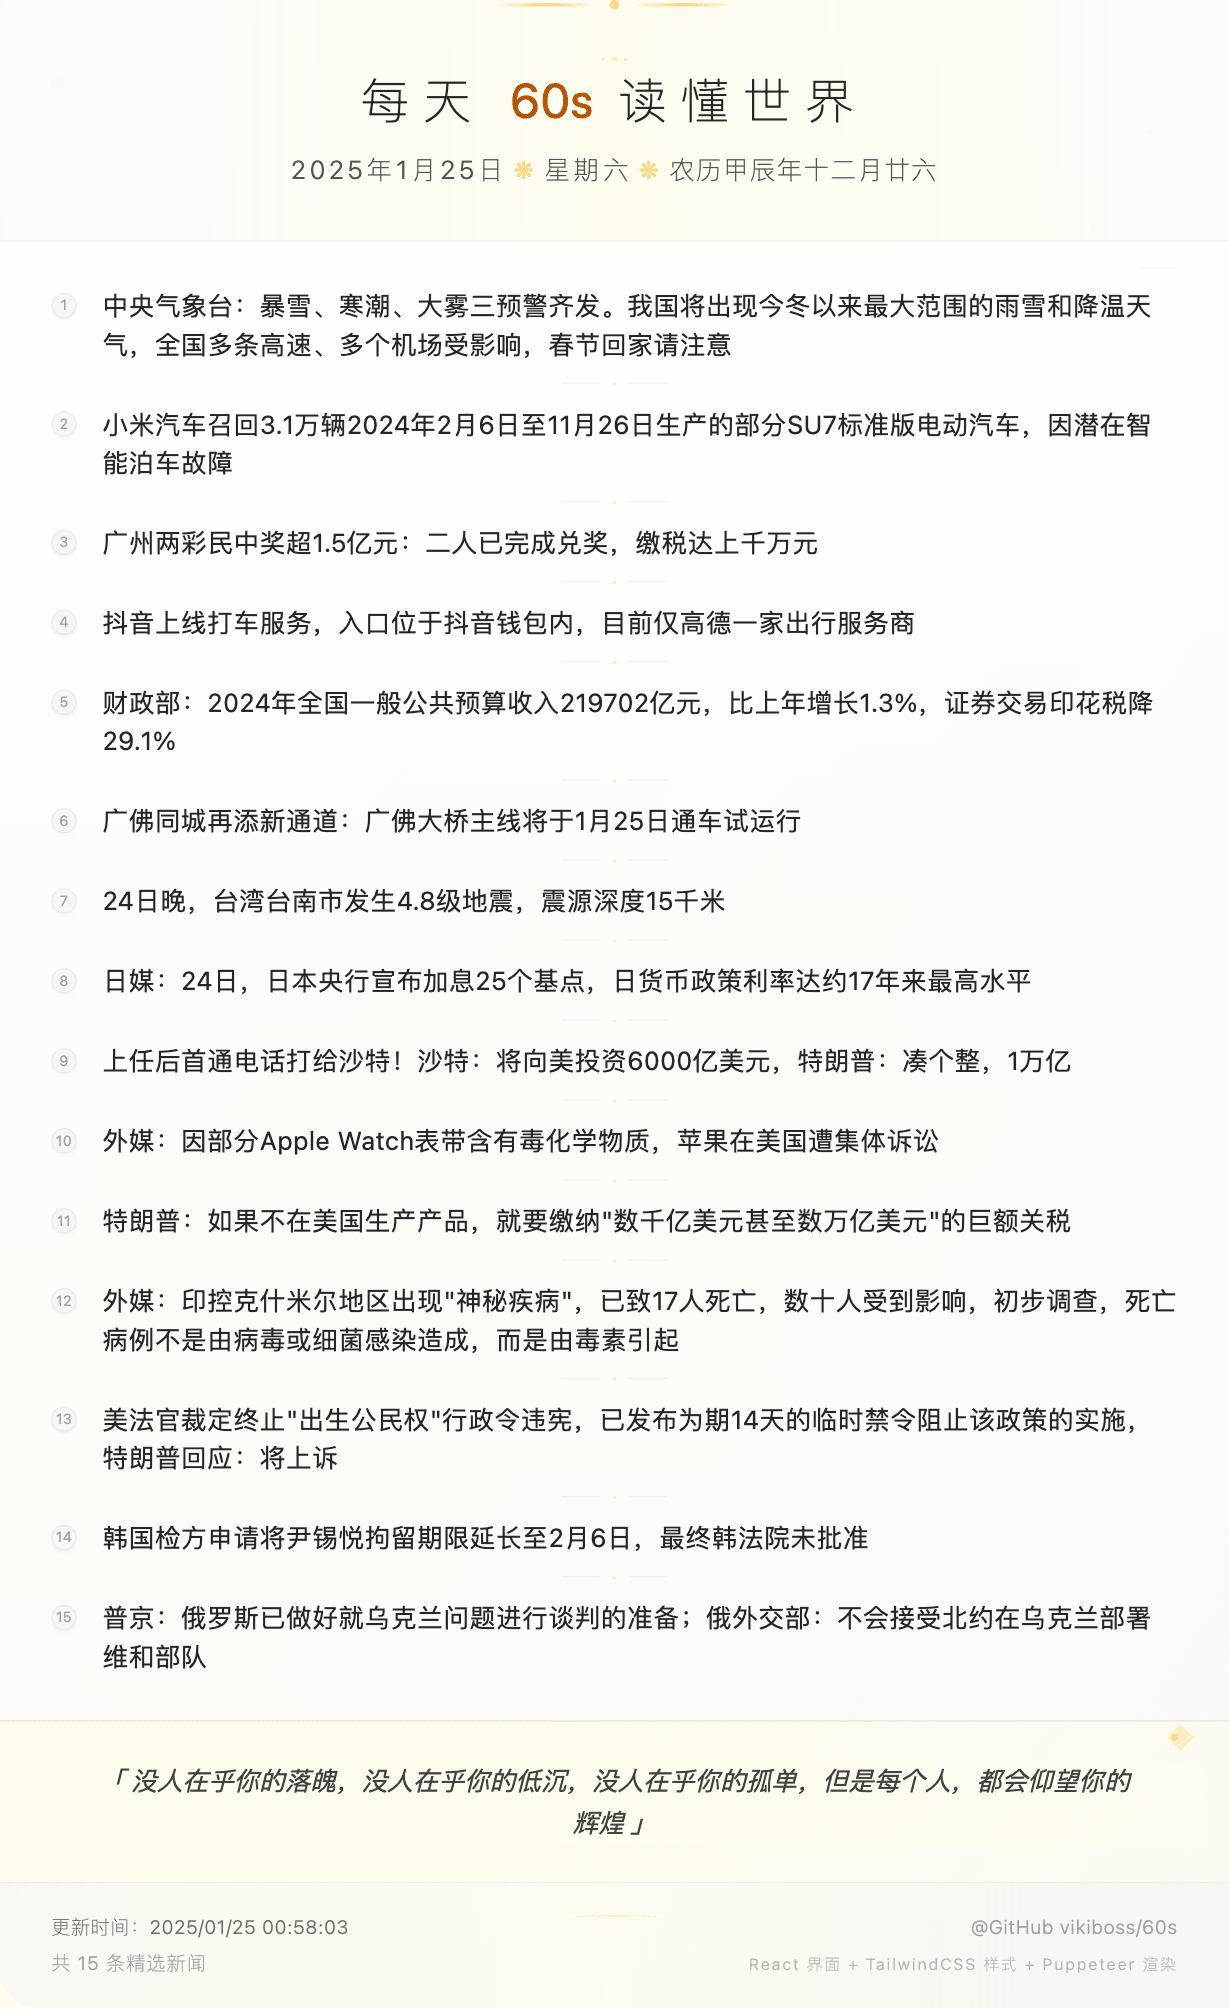 每天 60s 读懂世界
2025年1月25日 ❋ 星期六 ❋ 农历甲辰年十二月廿六
1 中央气象台：暴雪、寒潮、大雾三预警齐发。我国将出现今冬以来最大范围的雨雪和降温天
气，全国多条高速、多个机场受影响，春节回家请注意
2 小米汽车召回3.1万辆2024年2月6日至11月26日生产的部分SU7标准版电动汽车，因潜在智
能泊车故障
3 广州两彩民中奖超1.5亿元：二人已完成兑奖，缴税达上千万元
4 抖音上线打车服务，入口位于抖音钱包内，目前仅高德一家出行服务商
5 财政部：2024年全国一般公共预算收入219702亿元，比上年增长1.3%，证券交易印花税降
29.1%
6 广佛同城再添新通道：广佛大桥主线将于1月25日通车试运行
7 24日晚，台湾台南市发生4.8级地震，震源深度15千米
8 日媒：24日，日本央行宣布加息25个基点，日货币政策利率达约17年来最高水平
9 上任后首通电话打给沙特！沙特：将向美投资6000亿美元，特朗普：凑个整，1万亿
10 外媒：因部分Apple Watch表带含有毒化学物质，苹果在美国遭集体诉讼
11 特朗普：如果不在美国生产产品，就要缴纳"数千亿美元甚至数万亿美元"的巨额关税
12 外媒：印控克什米尔地区出现"神秘疾病"，已致17人死亡，数十人受到影响，初步调查，死亡
病例不是由病毒或细菌感染造成，而是由毒素引起
13 美法官裁定终止"出生公民权"行政令违宪，已发布为期14天的临时禁令阻止该政策的实施，
特朗普回应：将上诉
14 韩国检方申请将尹锡悦拘留期限延长至2月6日，最终韩法院未批准
15 普京：俄罗斯已做好就乌克兰问题进行谈判的准备；俄外交部：不会接受北约在乌克兰部署
维和部队
「 没人在乎你的落魄，没人在乎你的低沉，没人在乎你的孤单，但是每个人，都会仰望你的
辉煌 」
更新时间：2025/01/25 00:58:03
@GitHub vikiboss/60s
共 15 条精选新闻
React 界面 + TailwindCSS 样式 + Puppeteer 渲染